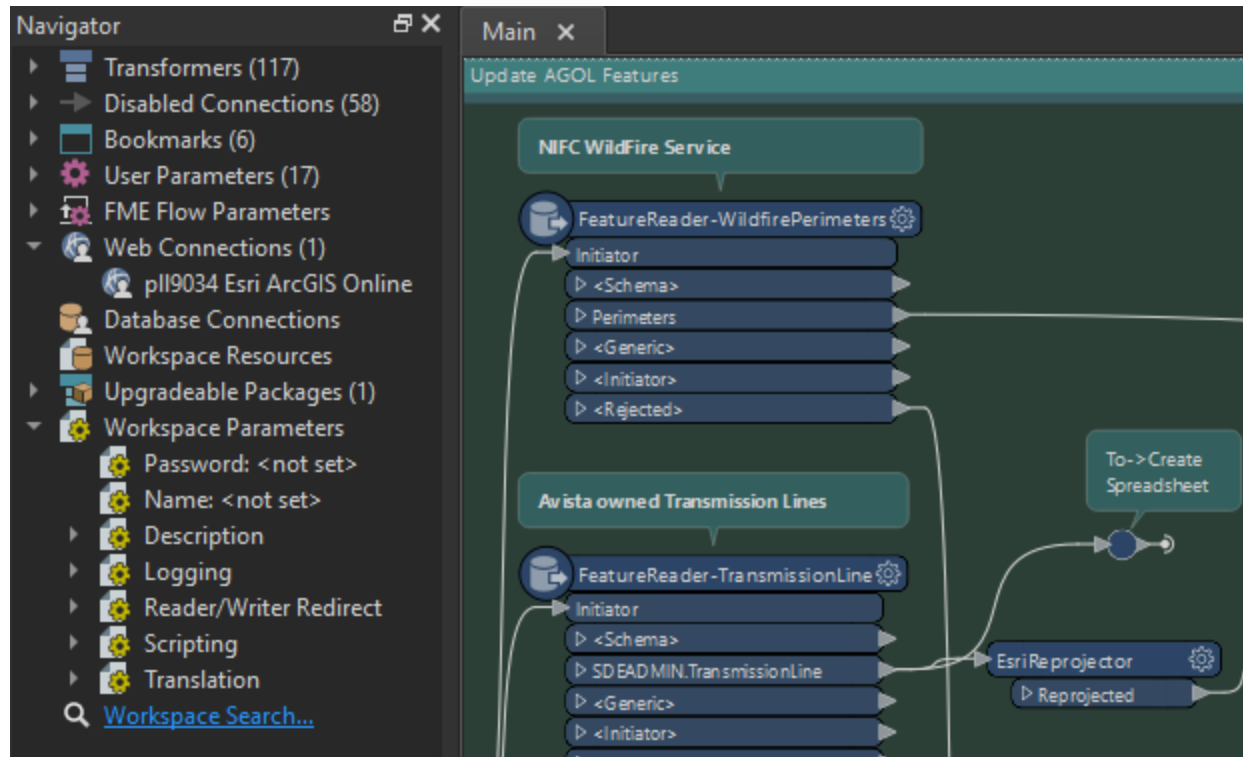 Navigator
Transformers (117)
Disabled Connections (58)
Bookmarks (6)
User Parameters (17)
FME Flow Parameters
Web Connections (1)
pll9034 Esri ArcGIS Online
Database Connections
Workspace Resources
Upgradeable Packages (1)
Workspace Parameters
Password: <not set>
Name: <not set>
Description
Logging
Reader/Writer Redirect
Scripting
Translation
Workspace Search...
Main
Update AGOL Features
NIFC WildFire Service
FeatureReader-WildfirePerimeters
Initiator
<Schema>
Perimeters
<Generic>
<Initiator>
<Rejected>
Avista owned Transmission Lines
FeatureReader-TransmissionLine
Initiator
<Schema>
SDEADMIN.TransmissionLine
<Generic>
<Initiator>
To->Create
Spreadsheet
EsriReprojector
Reprojected